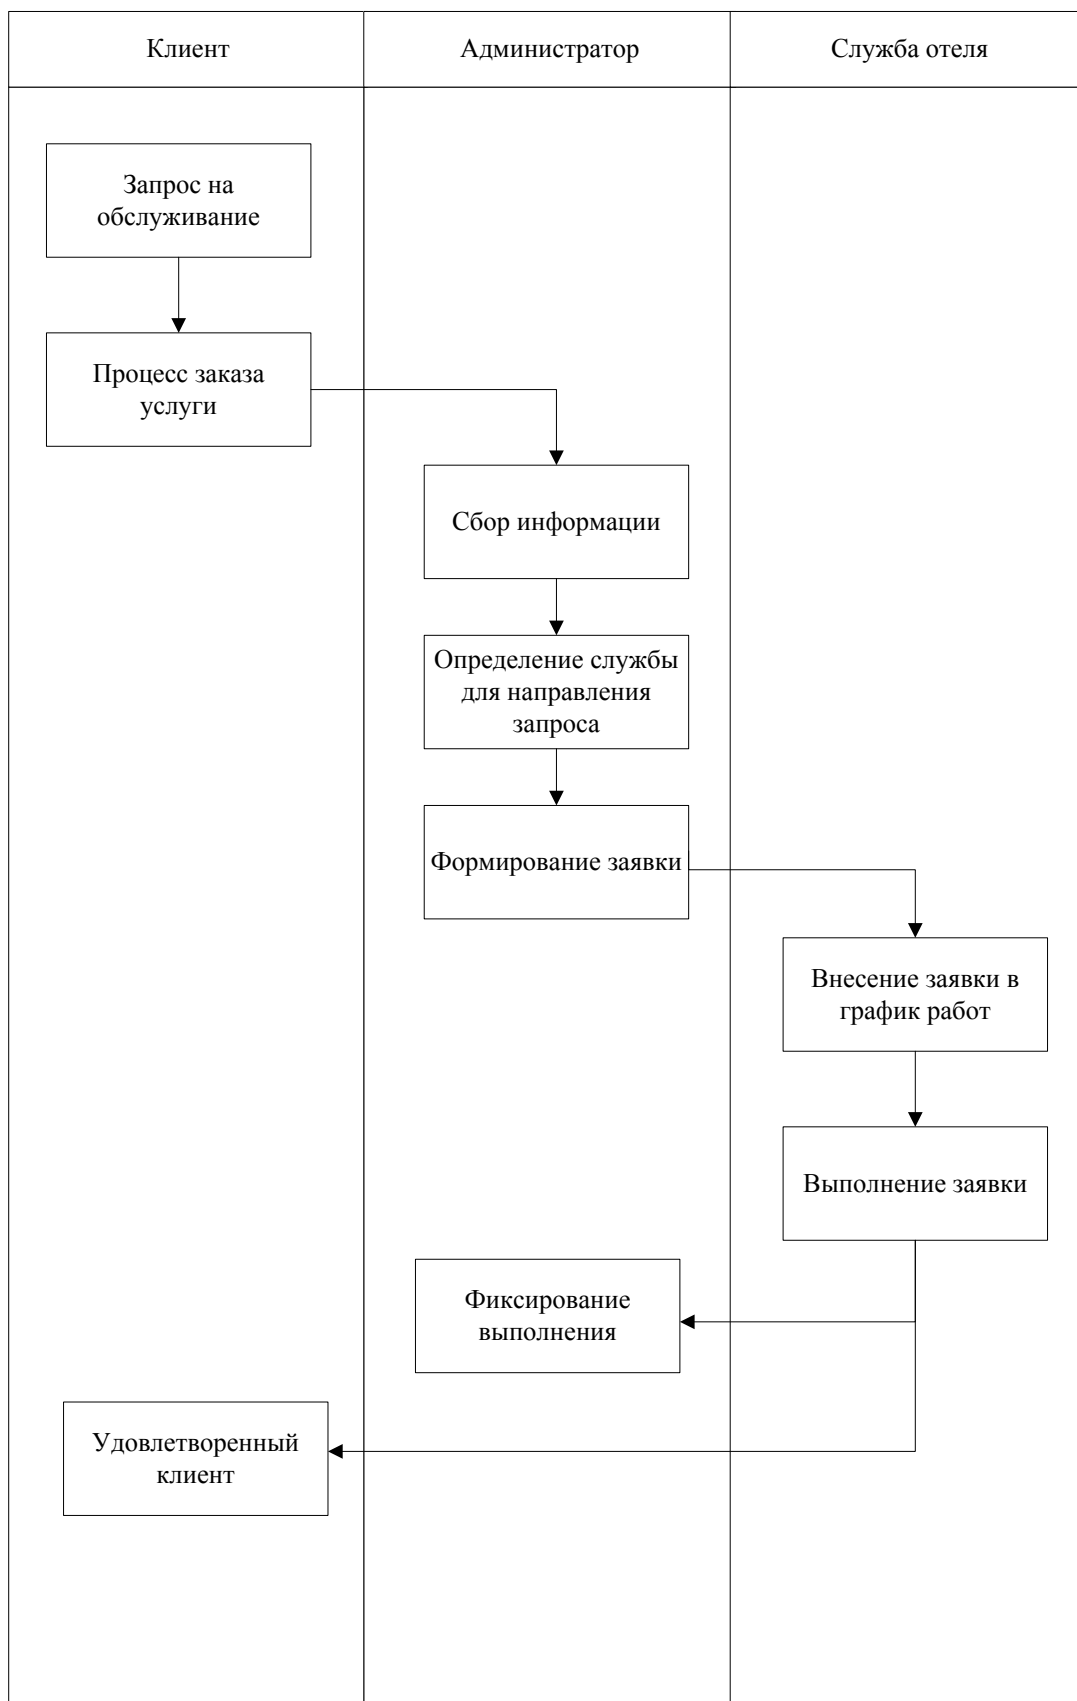 Клиент
Администратор
Служба отеля
Запрос на
обслуживание
Процесс заказа
услуги
Сбор информации
Определение службы
для направления
запроса
Формирование заявки
Внесение заявки в
график работ
Выполнение заявки
Фиксирование
выполнения
Удовлетворенный
клиент